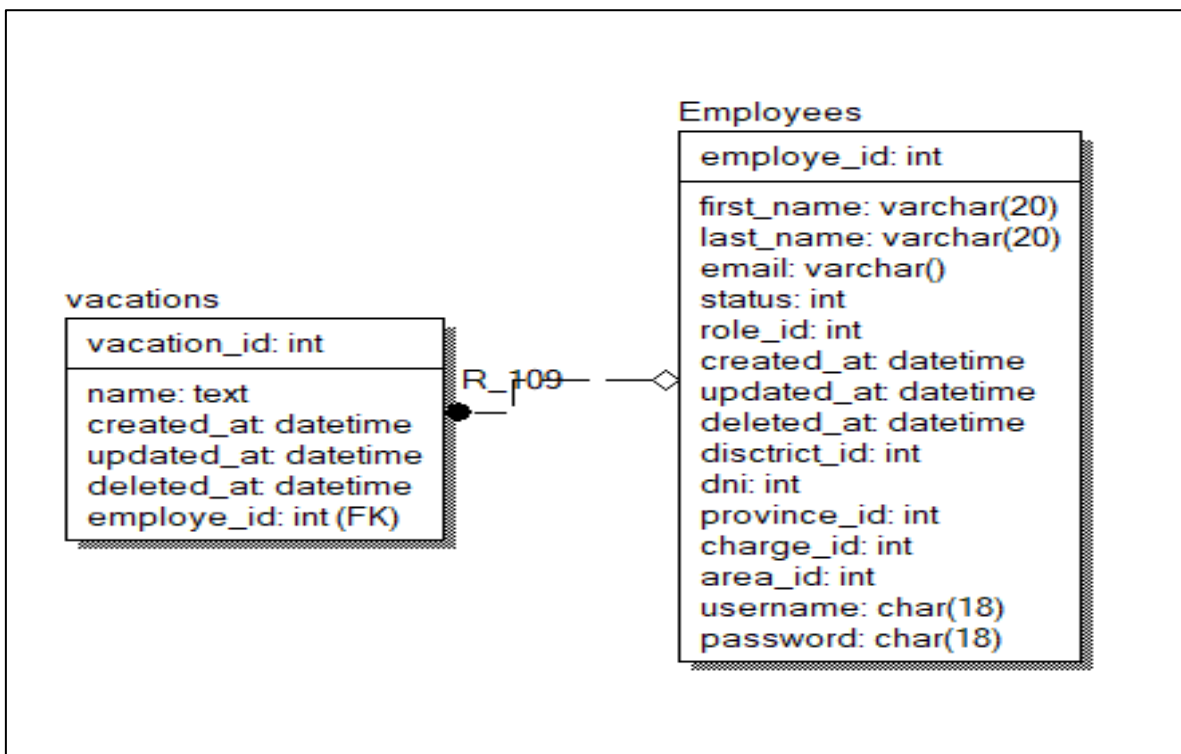 Employees
employe_id: int
first_name: varchar(20)
last_name: varchar(20)
email: varchar()
status: int
role_id: int
created_at: datetime
updated_at: datetime
deleted_at: datetime
disctrict_id: int
dni: int
province_id: int
charge_id: int
area_id: int
username: char(18)
password: char(18)
vacations
vacation_id: int
name: text
created_at: datetime
updated_at: datetime
deleted_at: datetime
employe_id: int (FK)
R_109